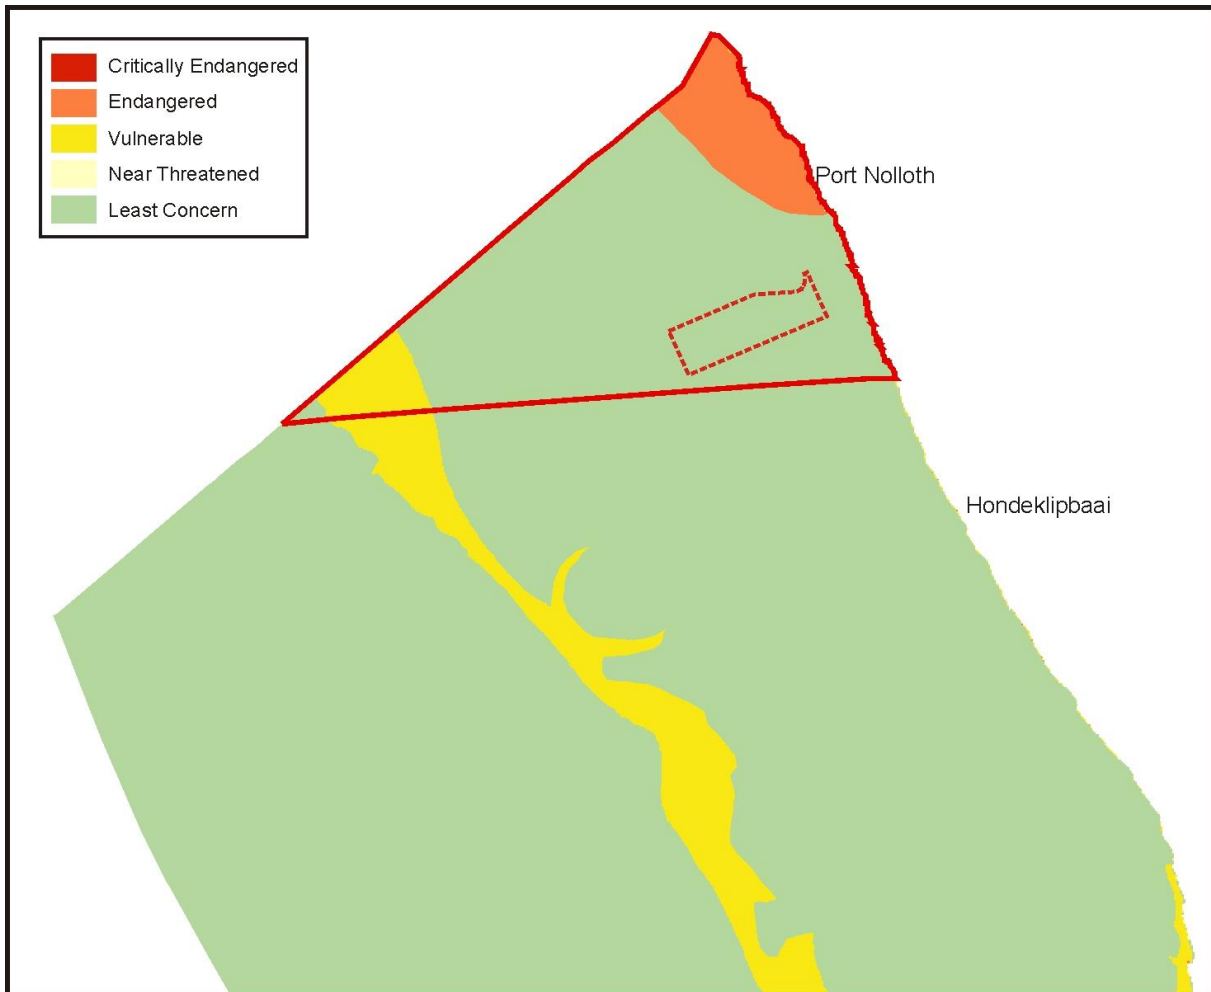 Critically Endangered
Endangered
Vulnerable
Near Threatened
Least Concern
Port Nolloth
Hondeklipbaai